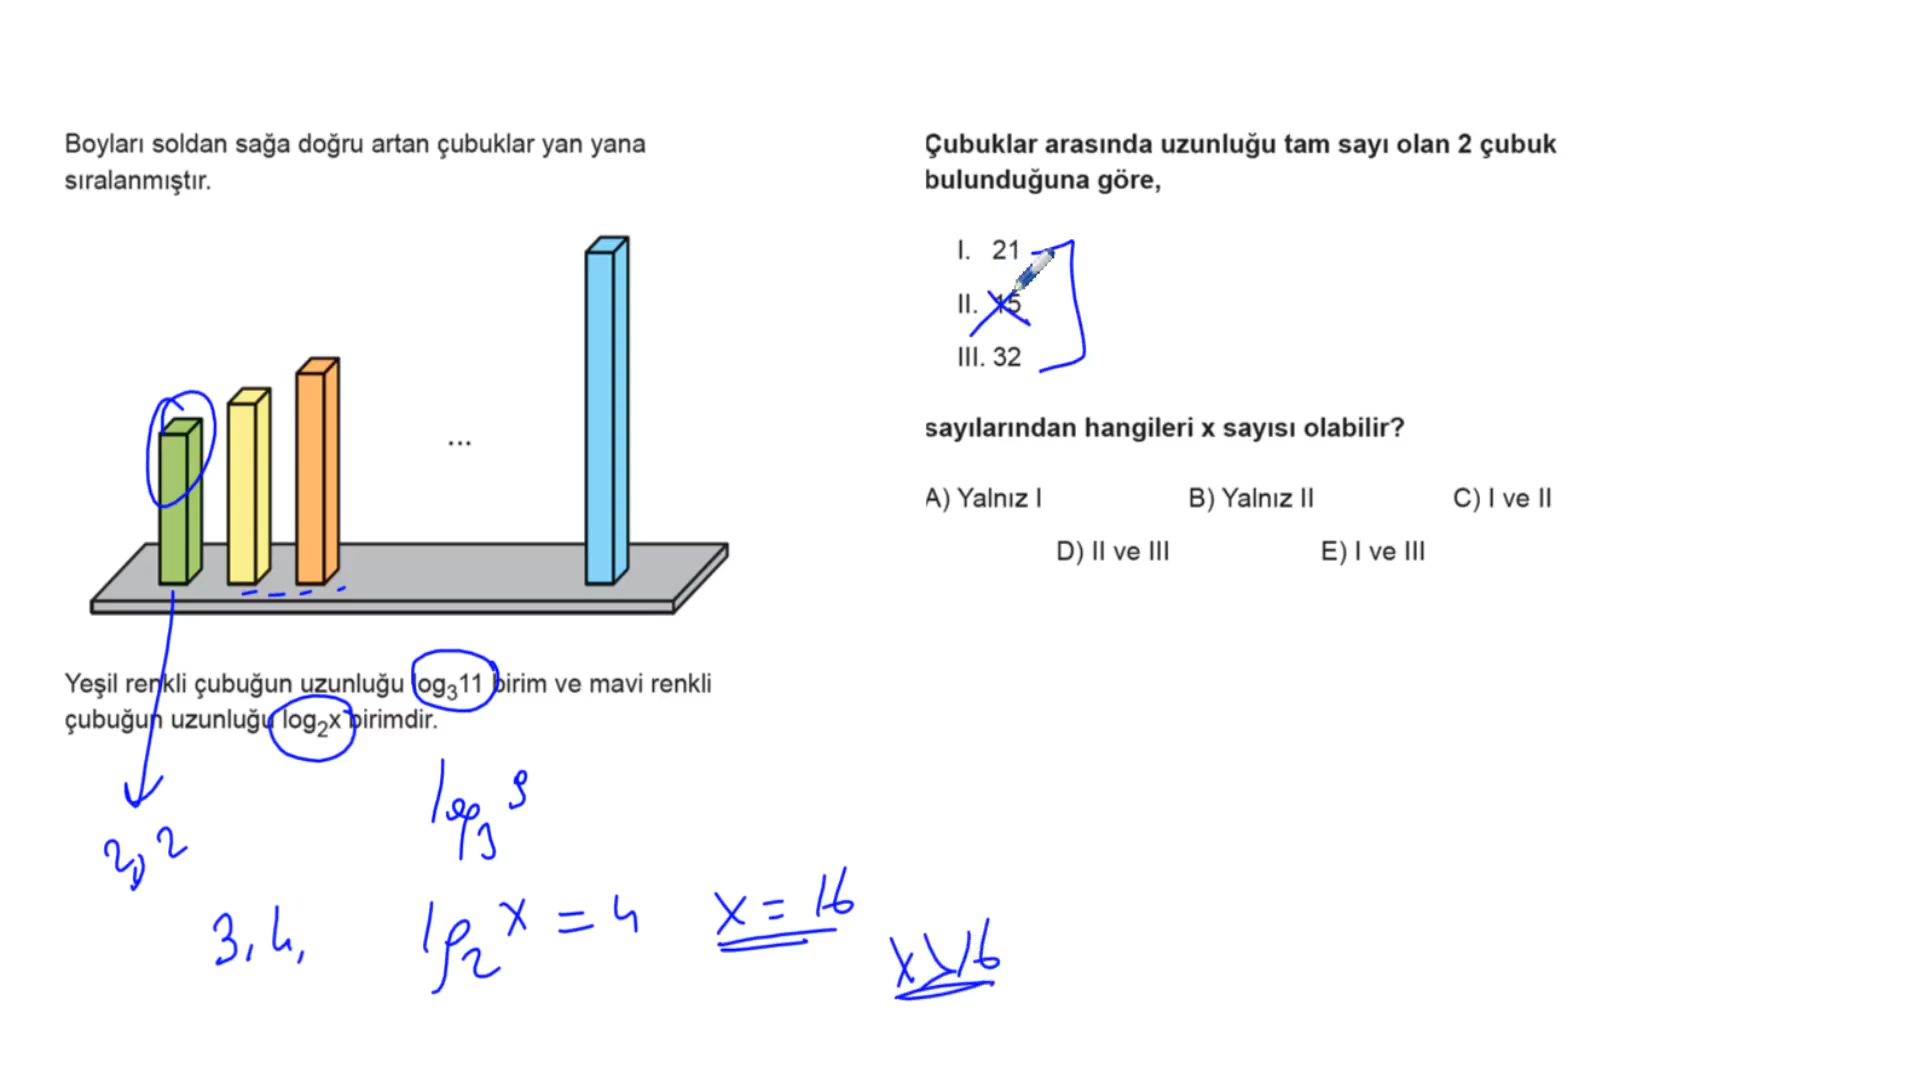 Boyları soldan sağa doğru artan çubuklar yan yana
sıralanmıştır.
...
Yeşil renkli çubuğun uzunluğu log₃11 birim ve mavi renkli
çubuğun uzunluğu log₂x birimdir.
log₃ 9
2,2
3, 4,
log₂ x = 4
x = 16
x ≥ 16
Çubuklar arasında uzunluğu tam sayı olan 2 çubuk
bulunduğuna göre,
I. 21
II. 15
III. 32
sayılarından hangileri x sayısı olabilir?
A) Yalnız I B) Yalnız II C) I ve II
D) II ve III E) I ve III